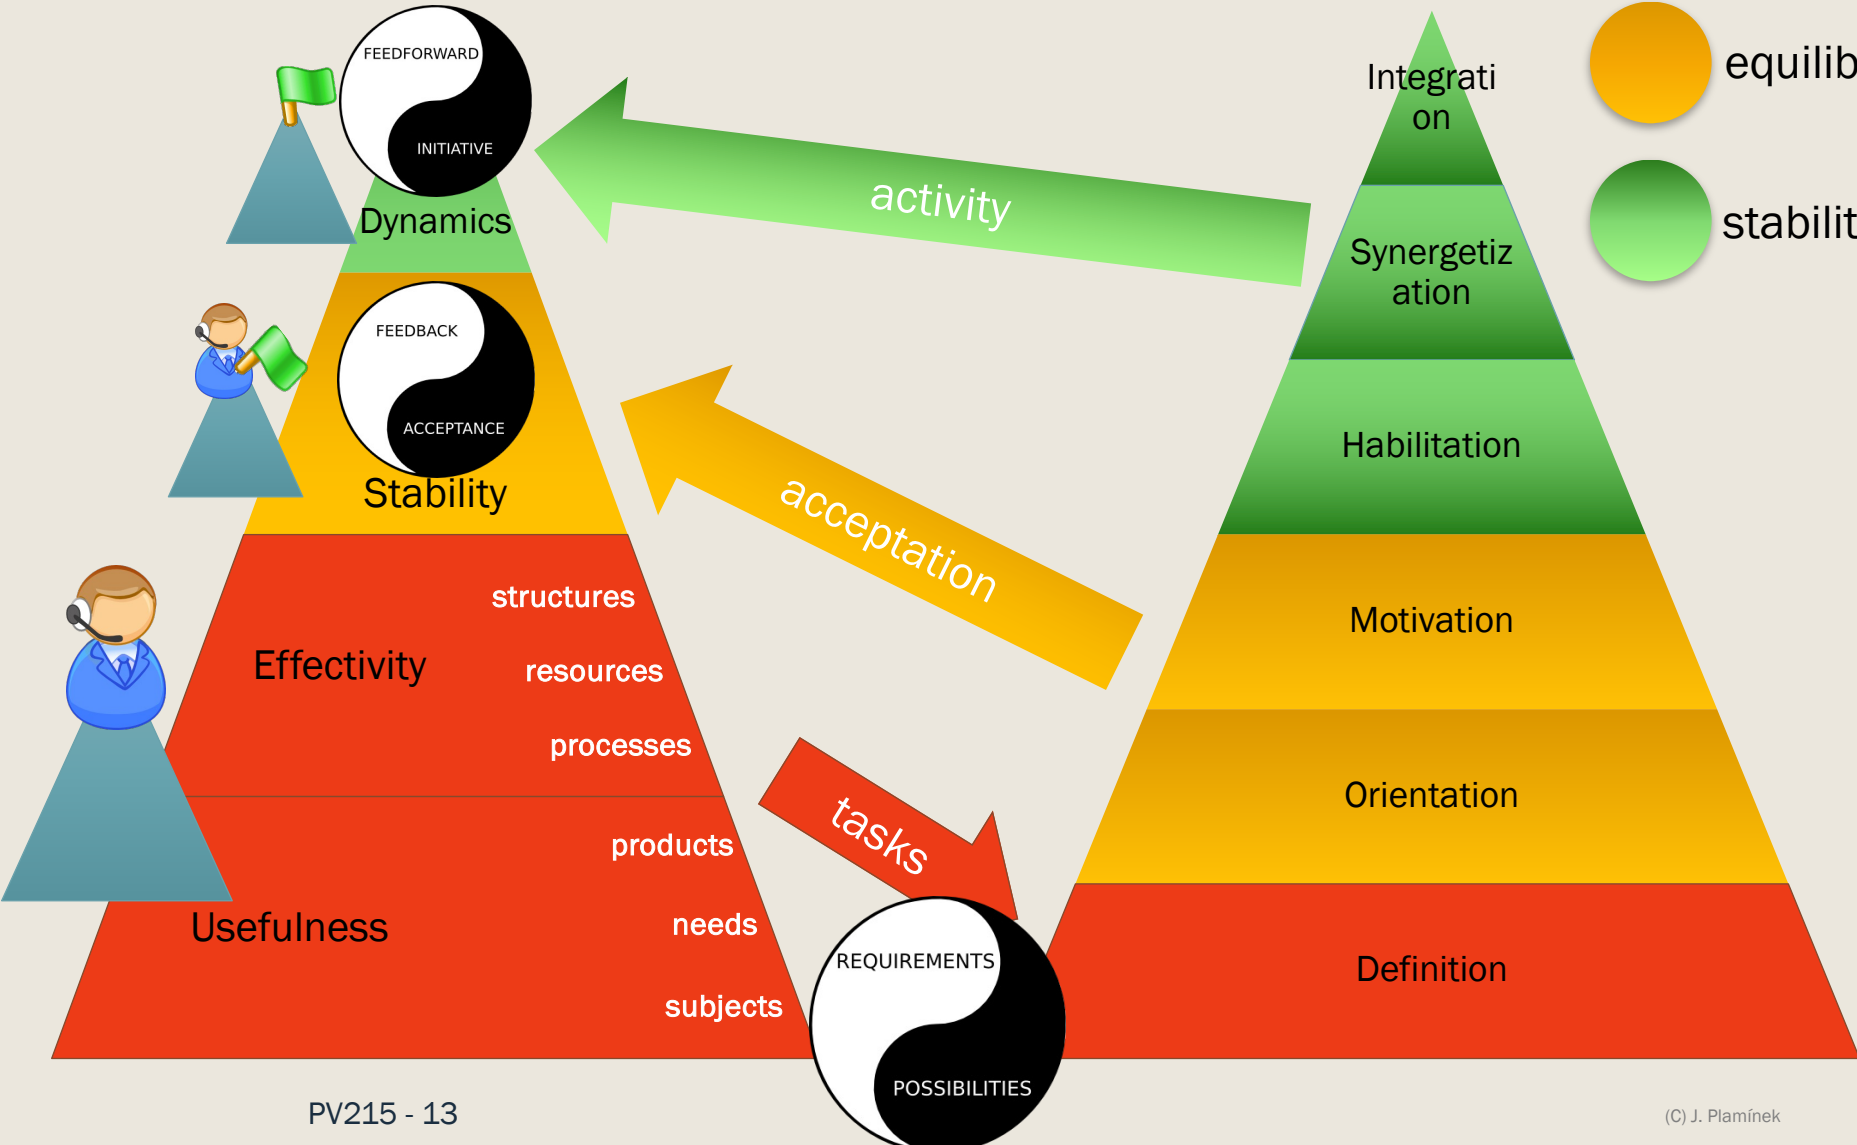 FEEDFORWARD
INITIATIVE
Dynamics
FEEDBACK
ACCEPTANCE
Stability
structures
Effectivity
resources
processes
products
needs
Usefulness
subjects
activity
acceptation
tasks
REQUIREMENTS
POSSIBILITIES
Integrati
on
Synergetiz
ation
Habilitation
Motivation
Orientation
Definition
equilib
stabilit
PV215 - 13
(C) J. Plamínek